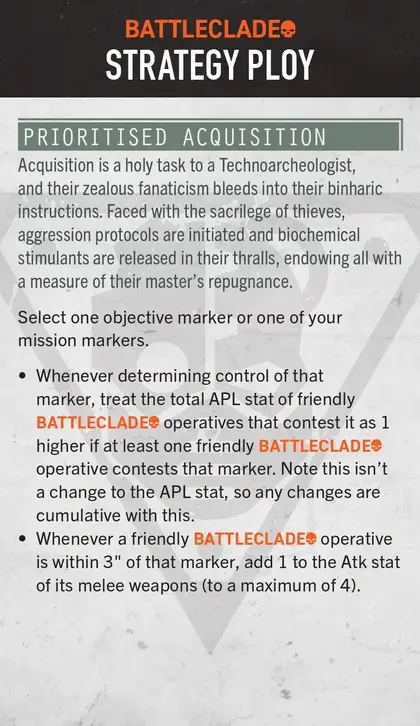 BATTLECLADE
STRATEGY PLOY
PRIORITISED ACQUISITION
Acquisition is a holy task to a Technoarcheologist,
and their zealous fanaticism bleeds into their binharic
instructions. Faced with the sacrilege of thieves,
aggression protocols are initiated and biochemical
stimulants are released in their thralls, endowing all with
a measure of their master’s repugnance.
Select one objective marker or one of your
mission markers.
• Whenever determining control of that
marker, treat the total APL stat of friendly
BATTLECLADE operatives that contest it as 1
higher if at least one friendly BATTLECLADE
operative contests that marker. Note this isn’t
a change to the APL stat, so any changes are
cumulative with this.
• Whenever a friendly BATTLECLADE operative
is within 3" of that marker, add 1 to the Atk stat
of its melee weapons (to a maximum of 4).